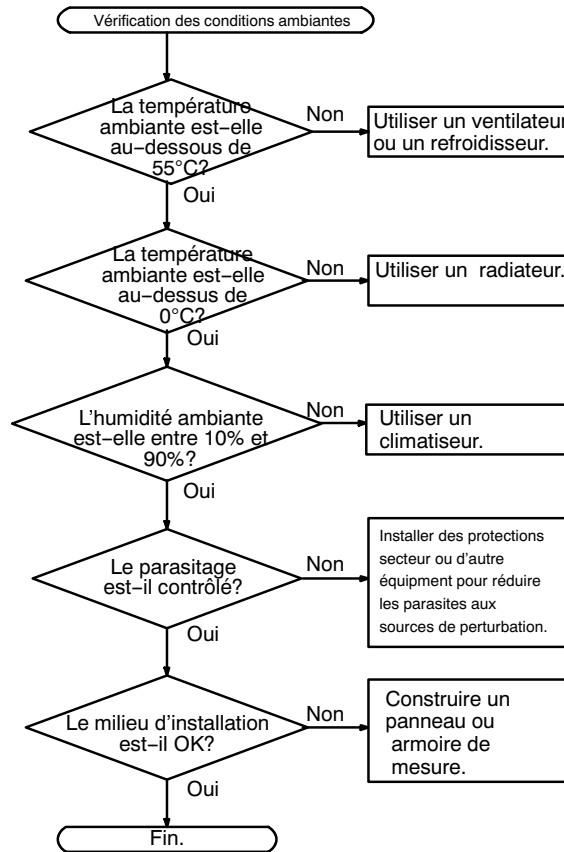 Vérification des conditions ambiantes
La température
ambiante est–elle
au–dessous de
55°C?
Non
Utiliser un ventilateur
ou un refroidisseur.
Oui
La température
ambiante est–elle
au–dessus de
0°C?
Non
Utiliser un radiateur.
Oui
L'humidité ambiante
est–elle entre 10% et
90%?
Non
Utiliser un
climatiseur.
Oui
Le parasitage
est–il contrôlé?
Non
Installer des protections
secteur ou d'autre
équipment pour réduire
les parasites aux
sources de perturbation.
Oui
Le milieu d'installation
est–il OK?
Non
Construire un
panneau ou
armoire de
mesure.
Oui
Fin.